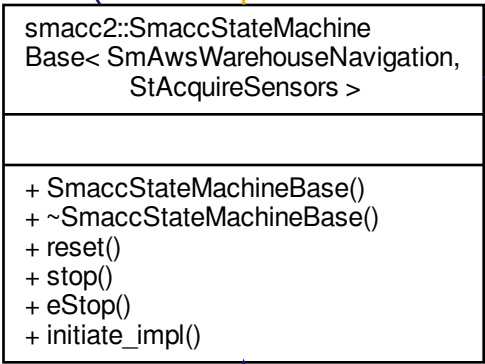 smacc2::SmaccStateMachine
Base< SmAwsWarehouseNavigation,
StAcquireSensors >
+ SmaccStateMachineBase()
+ ~SmaccStateMachineBase()
+ reset()
+ stop()
+ eStop()
+ initiate_impl()